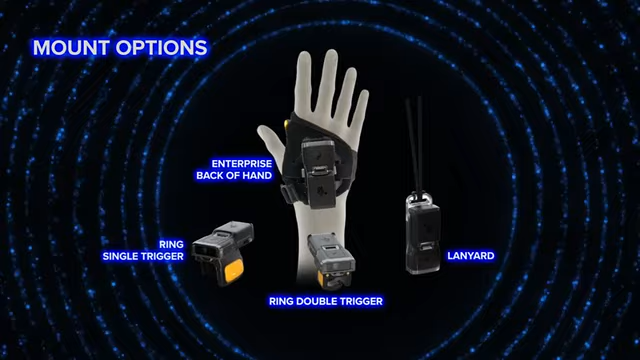 MOUNT OPTIONS
ENTERPRISE
BACK OF HAND
RING
SINGLE TRIGGER
LANYARD
RING DOUBLE TRIGGER